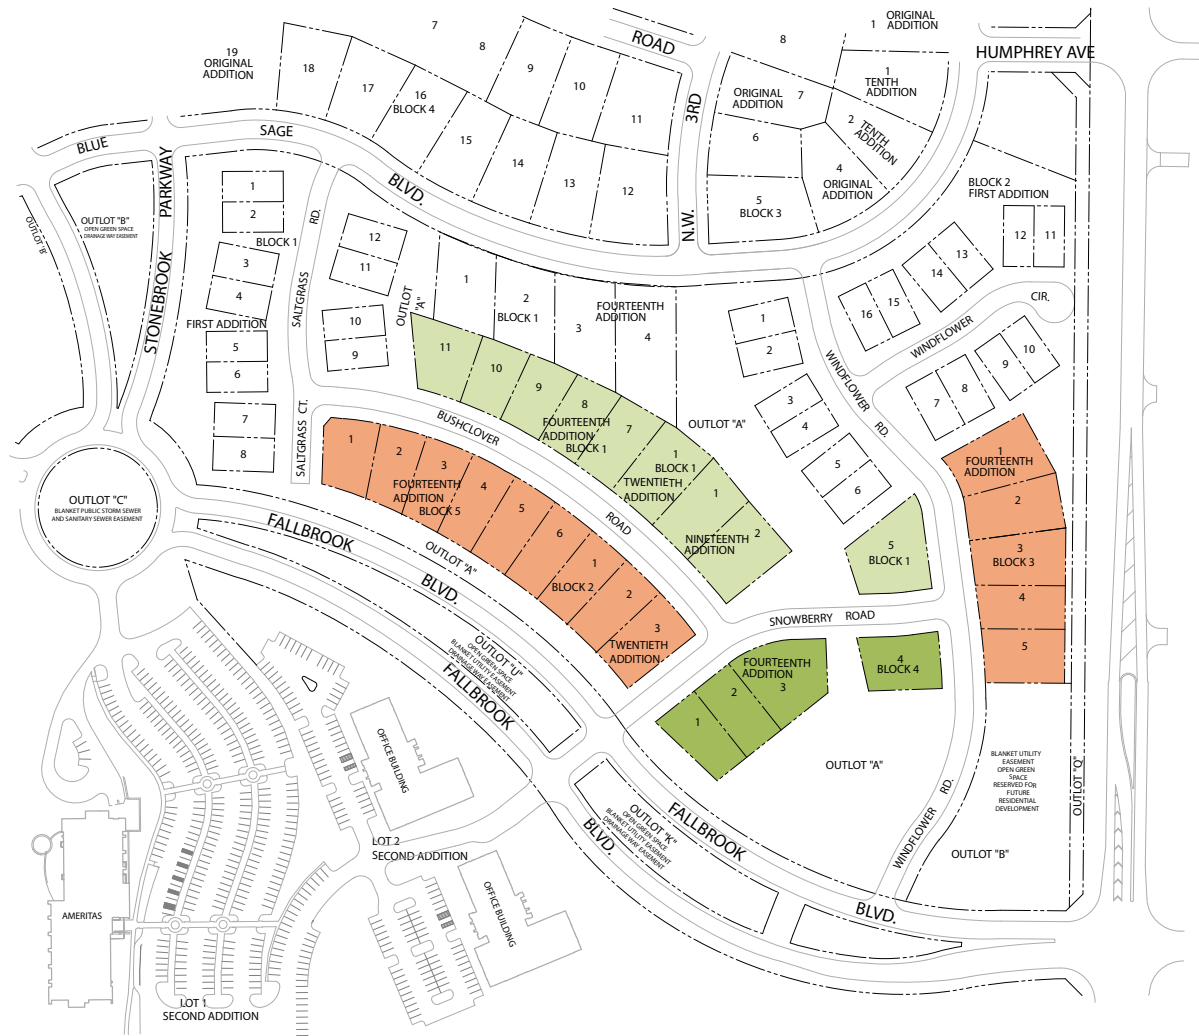 7
8
9
10
11
18
17
16
BLOCK 4
15
14
13
12
19
ORIGINAL
ADDITION
ROAD
8
1
ORIGINAL
ADDITION
HUMPHREY AVE
1
TENTH
ADDITION
ORIGINAL
ADDITION
7
2
TENTH
ADDITION
6
4
ORIGINAL
ADDITION
5
BLOCK 3
N.W.
3RD
BLUE
SAGE
BLVD.
STONEBROOK
PARKWAY
OUTLOT "B"
OUTLOT "B"
OPEN GREEN SPACE
DRAINAGE WAY EASEMENT
1
2
BLOCK 1
3
4
FIRST ADDITION
5
6
7
8
SALTGRASS
RD.
SALTGRASS CT.
12
11
10
9
OUTLOT
"A"
1
2
BLOCK 1
3
FOURTEENTH
ADDITION
4
BLOCK 2
FIRST ADDITION
12
11
13
14
15
16
CIR.
WINDFLOWER
10
9
8
7
1
2
3
4
5
6
WINDFLOWER
RD.
OUTLOT "A"
11
10
9
8
FOURTEENTH
ADDITION
BLOCK 1
7
1
BLOCK 1
TWENTIETH
ADDITION
1
2
NINETEENTH
ADDITION
BUSHCLOVER
ROAD
1
2
3
FOURTEENTH
ADDITION
BLOCK 5
4
5
6
1
BLOCK 2
2
3
TWENTIETH
ADDITION
5
BLOCK 1
1
FOURTEENTH
ADDITION
2
3
BLOCK 3
4
5
SNOWBERRY ROAD
FOURTEENTH
ADDITION
1
2
3
4
BLOCK 4
OUTLOT "A"
OUTLOT "C"
BLANKET PUBLIC STORM SEWER
AND SANITARY SEWER EASEMENT
FALLBROOK
BLVD.
OUTLOT "A"
OUTLOT "U"
OPEN GREEN SPACE
BLANKET UTILITY EASEMENT
DRAINAGE WAY EASEMENT
FALLBROOK
BLVD.
OUTLOT "K"
OPEN GREEN SPACE
BLANKET UTILITY EASEMENT
DRAINAGE WAY EASEMENT
FALLBROOK
BLVD.
WINDFLOWER
RD.
BLANKET UTILITY
EASEMENT
OPEN GREEN
SPACE
RESERVED FOR
FUTURE
RESIDENTIAL
DEVELOPMENT
OUTLOT "Q"
OUTLOT "B"
OFFICE BUILDING
LOT 2
SECOND ADDITION
OFFICE BUILDING
AMERITAS
LOT 1
SECOND ADDITION